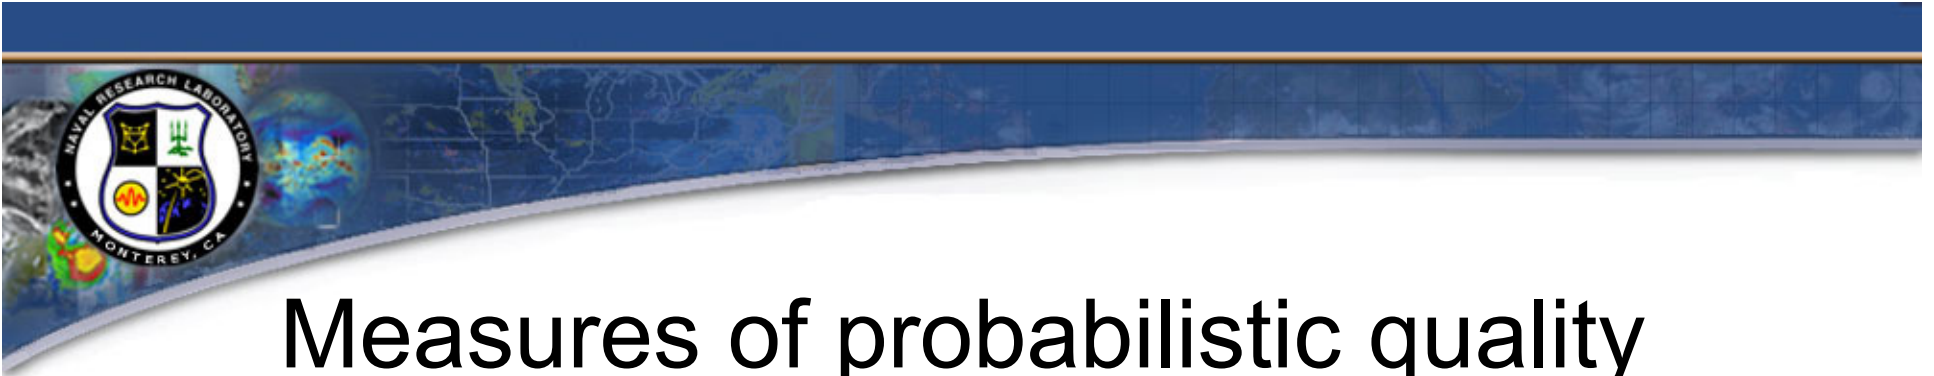 NAVAL RESEARCH LABORATORY
MONTEREY, CA
Measures of probabilistic quality